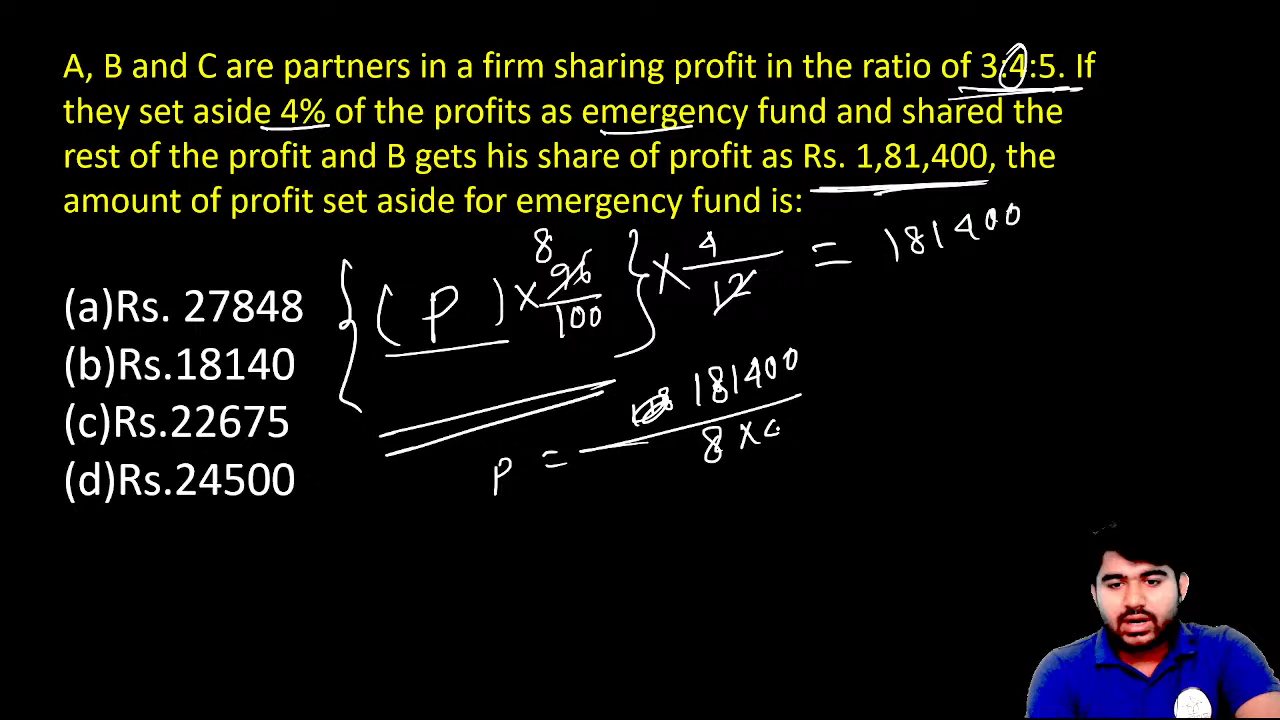 A, B and C are partners in a firm sharing profit in the ratio of 3:4:5. If
they set aside 4% of the profits as emergency fund and shared the
rest of the profit and B gets his share of profit as Rs. 1,81,400, the
amount of profit set aside for emergency fund is:
{(P) × 8 96/100} × 4/12 = 181400
(a)Rs. 27848
(b)Rs.18140
(c)Rs.22675
(d)Rs.24500
P = 181400/8 ×